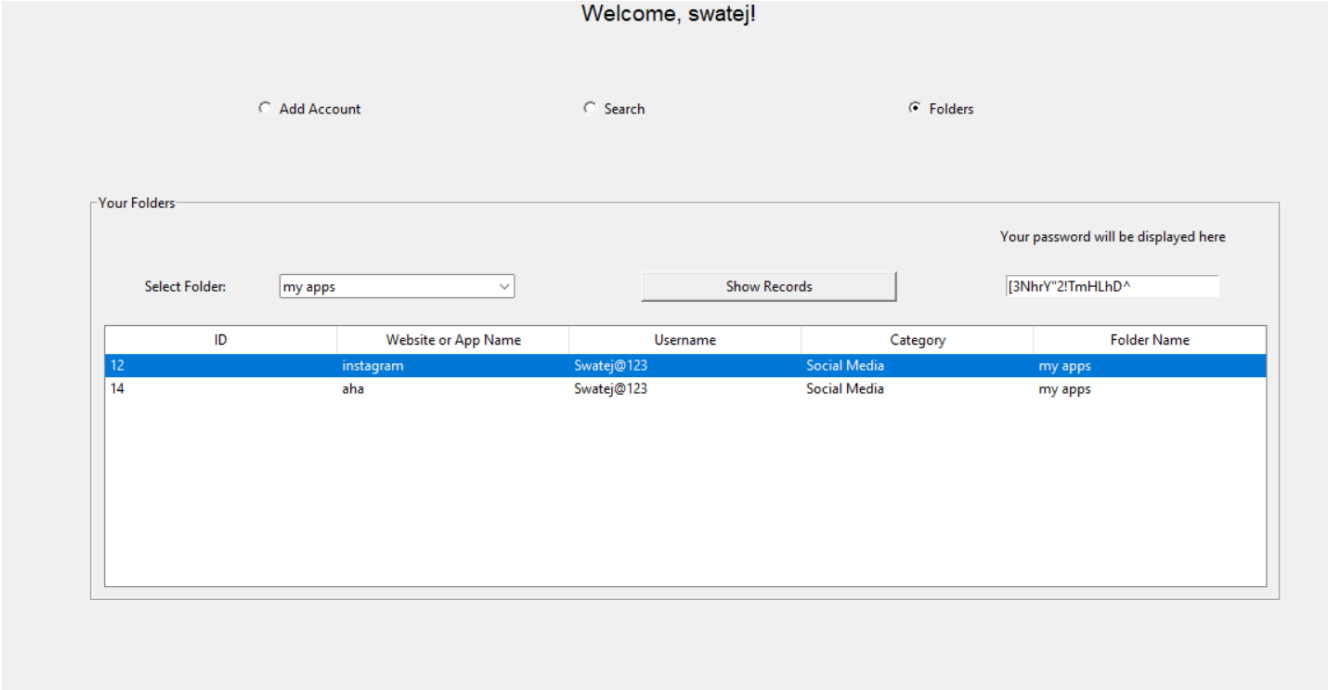 Welcome, swatej!
Add Account Search Folders
Your Folders
Your password will be displayed here
Select Folder: my apps Show Records [3NhrY"2!TmHLhD^
ID Website or App Name Username Category Folder Name
12 instagram Swatej@123 Social Media my apps
14 aha Swatej@123 Social Media my apps